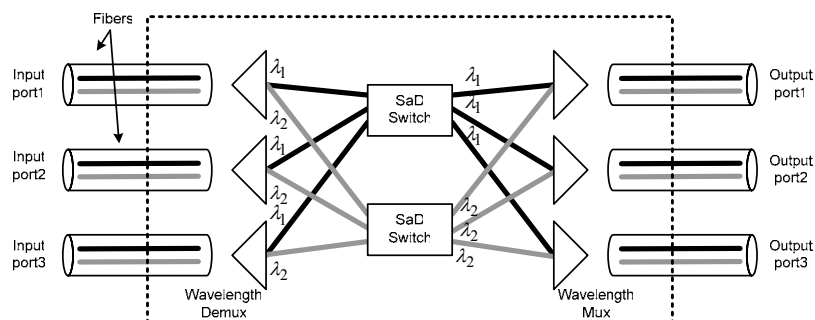 Fibers
Input
port1
Input
port2
Input
port3
λ1
λ2
λ1
λ2
λ1
λ2
Wavelength
Demux
SaD
Switch
SaD
Switch
λ1
λ1
λ1
λ2
λ2
λ2
Wavelength
Mux
Output
port1
Output
port2
Output
port3